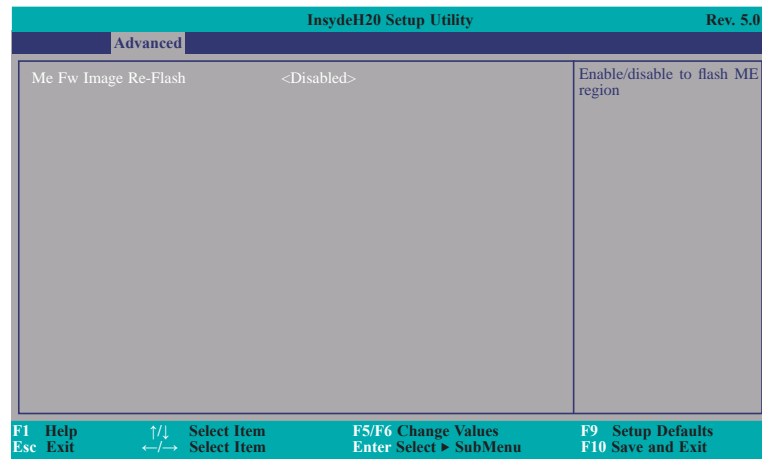 InsydeH20 Setup Utility Rev. 5.0
Advanced
Me Fw Image Re-Flash <Disabled>
Enable/disable to flash ME
region
F1 Help ↑/↓ Select Item F5/F6 Change Values F9 Setup Defaults
Esc Exit ←/→ Select Item Enter Select ► SubMenu F10 Save and Exit